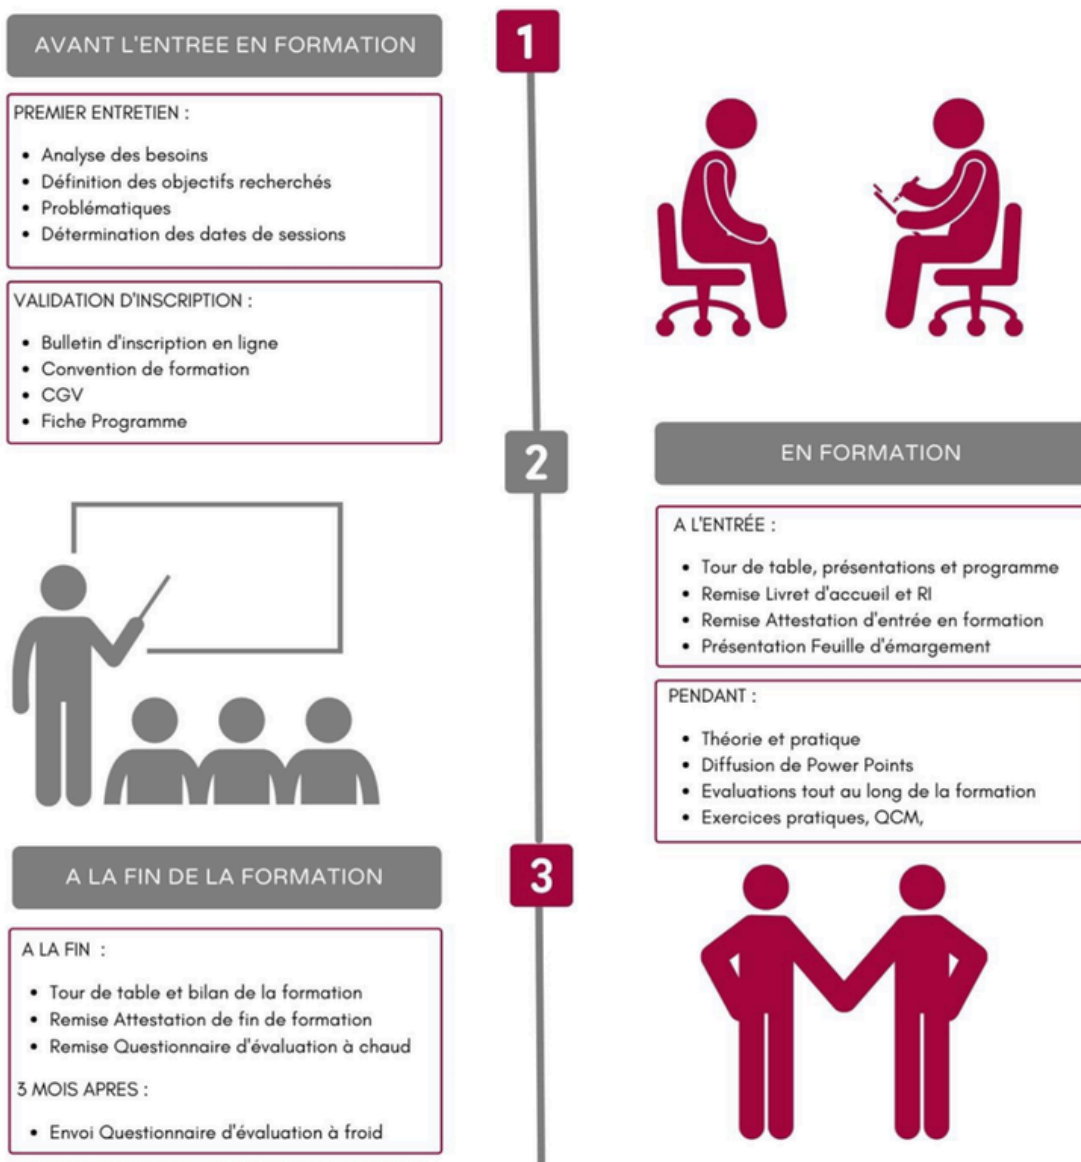 AVANT L'ENTREE EN FORMATION
1
PREMIER ENTRETIEN :
• Analyse des besoins
• Définition des objectifs recherchés
• Problématiques
• Détermination des dates de sessions
VALIDATION D'INSCRIPTION :
• Bulletin d'inscription en ligne
• Convention de formation
• CGV
• Fiche Programme
2
EN FORMATION
A L'ENTRÉE :
• Tour de table, présentations et programme
• Remise Livret d'accueil et RI
• Remise Attestation d'entrée en formation
• Présentation Feuille d'émargement
PENDANT :
• Théorie et pratique
• Diffusion de Power Points
• Evaluations tout au long de la formation
• Exercices pratiques, QCM,
A LA FIN DE LA FORMATION
3
A LA FIN :
• Tour de table et bilan de la formation
• Remise Attestation de fin de formation
• Remise Questionnaire d'évaluation à chaud
3 MOIS APRES :
• Envoi Questionnaire d'évaluation à froid